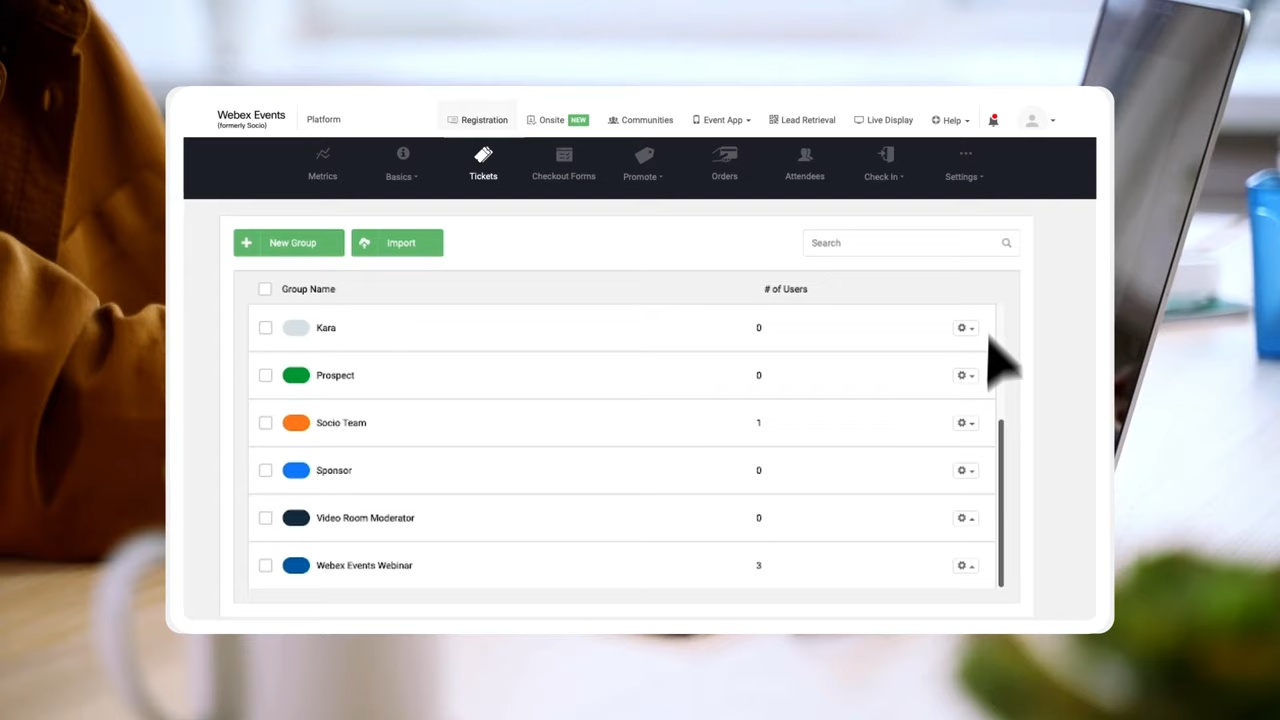 Webex Events
(formerly Socio)
Platform
Registration
Onsite NEW
Communities
Event App
Lead Retrieval
Live Display
Help
Metrics
Basics
Tickets
Checkout Forms
Promote
Orders
Attendees
Check In
Settings
New Group
Import
Search
Group Name # of Users
Kara 0
Prospect 0
Socio Team 1
Sponsor 0
Video Room Moderator 0
Webex Events Webinar 3